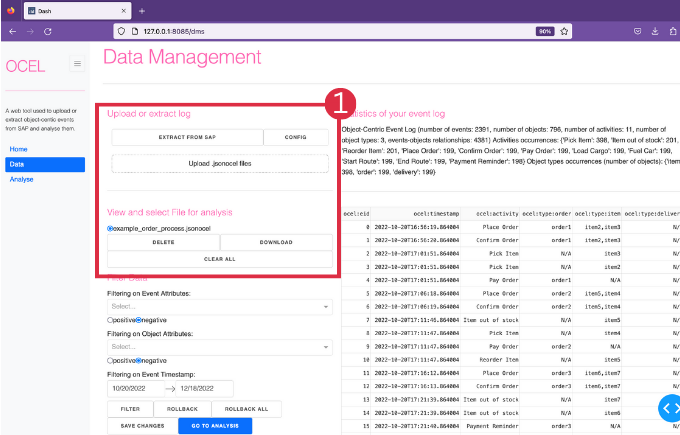 Dash
127.0.0.1:8085/dms
90%
OCEL
A web tool used to upload or
extract object-centric events
from SAP and analyse them.
Home
Data
Analyse
Data Management
1
Upload or extract log
EXTRACT FROM SAP
CONFIG
Upload .jsonocel files
View and select File for analysis
example_order_process.jsonocel
DELETE
DOWNLOAD
CLEAR ALL
Filter Data
Filtering on Event Attributes:
Select...
positive negative
Filtering on Object Attributes:
Select...
positive negative
Filtering on Event Timestamp:
10/20/2022 → 12/18/2022
FILTER
ROLLBACK
ROLLBACK ALL
SAVE CHANGES
GO TO ANALYSIS
tatistics of your event log
Object-Centric Event Log (number of events: 2391, number of objects: 796, number of activities: 11, number of
object types: 3, events-objects relationships: 4381) Activities occurrences: {'Pick Item': 398, 'Item out of stock': 201,
'Reorder Item': 201, 'Place Order': 199, 'Confirm Order': 199, 'Pay Order': 199, 'Load Cargo': 199, 'Fuel Car': 199,
'Start Route': 199, 'End Route': 199, 'Payment Reminder': 198} Object types occurrences (number of objects): {'item
398, 'order': 199, 'delivery': 199}
ocel:eid ocel:timestamp ocel:activity ocel:type:order ocel:type:item ocel:type:deliver
0 2022-10-20T16:56:19.864004 Place Order order1 item2,item3
1 2022-10-20T16:56:20.864004 Confirm Order order1 item2,item3
2 2022-10-20T17:01:51.864004 Pick Item N/A item3
3 2022-10-20T17:01:51.864004 Pick Item N/A item2
4 2022-10-20T17:01:50.864004 Pay Order order1 N/A
5 2022-10-20T17:06:18.864004 Place Order order2 item5,item4
6 2022-10-20T17:06:19.864004 Confirm Order order2 item5,item4
7 2022-10-20T17:11:46.864004 Item out of stock N/A item5
8 2022-10-20T17:11:47.864004 Pick Item N/A item4
9 2022-10-20T17:11:47.864004 Pay Order order2 N/A
10 2022-10-20T17:11:47.864004 Reorder Item N/A item5
11 2022-10-20T17:16:12.864004 Place Order order3 item6,item7
12 2022-10-20T17:16:13.864004 Confirm Order order3 item6,item7
13 2022-10-20T17:21:39.864004 Item out of stock N/A item7
14 2022-10-20T17:21:39.864004 Item out of stock N/A item6
15 2022-10-20T17:21:40.864004 Payment Reminder order3 N/A